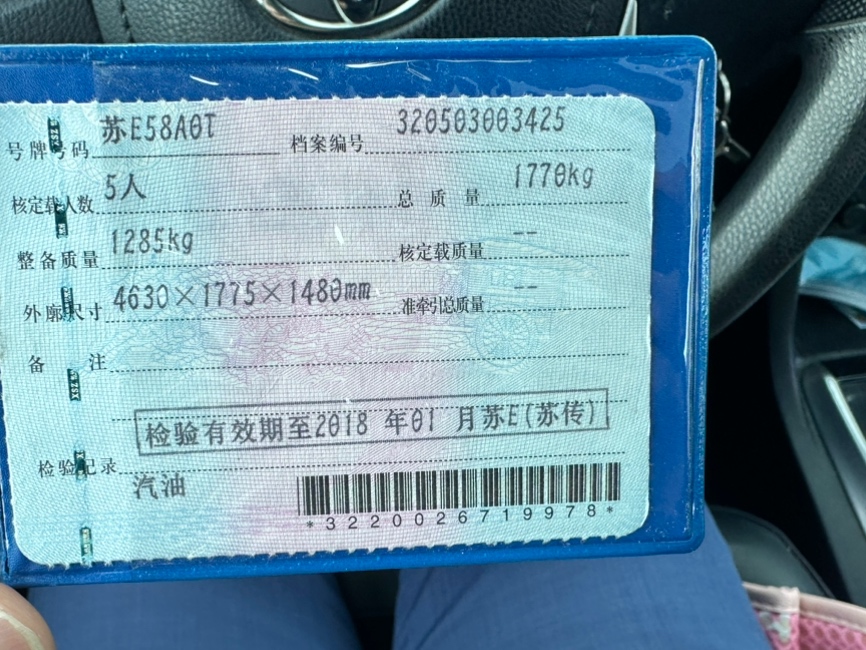 号牌号码 苏E58A0T 档案编号 320503003425
核定载人数 5人 总质量 1770kg
整备质量 1285kg 核定载质量 --
外廓尺寸 4630×1775×1480mm 准牵引总质量 --
备注
检验有效期至2018年01月苏E(苏传)
检验记录
汽油
*3220026719978*